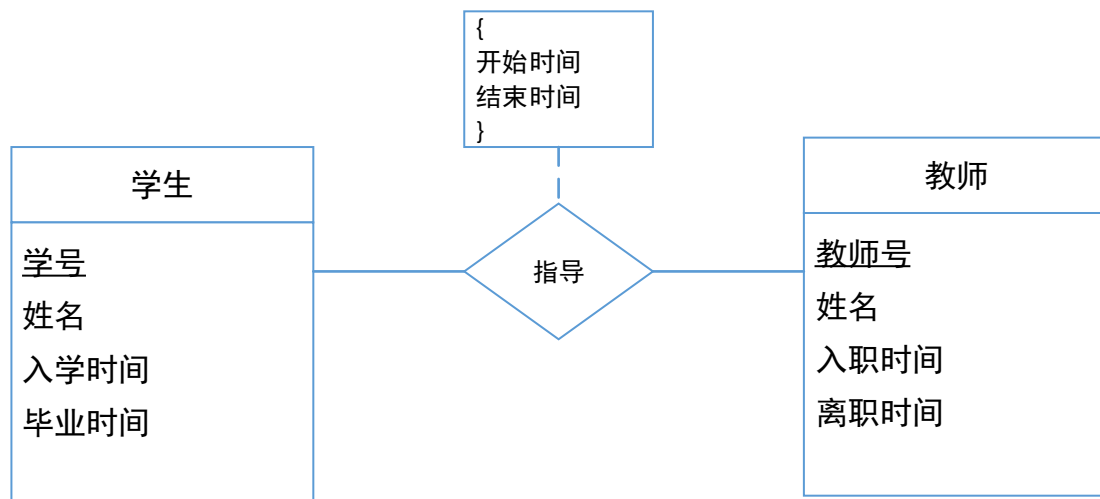 {
开始时间
结束时间
}
学生
学号
姓名
入学时间
毕业时间
指导
教师
教师号
姓名
入职时间
离职时间